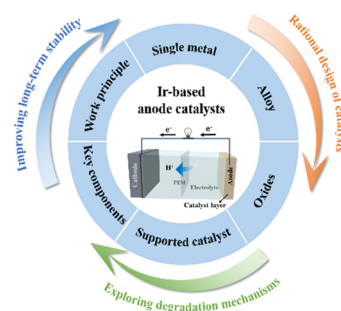 Improving long-term stability
Rational design of catalysts
Exploring degradation mechanisms
Work principle
Single metal
Alloy
Oxides
Supported catalyst
Key components
Ir-based
anode catalysts
e⁻
e⁻
Cathode
H⁺
PEM
Electrolyte
Anode
Catalyst layer